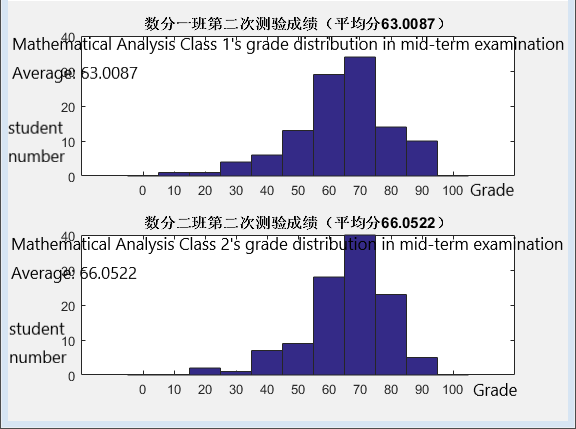 数分一班第二次测验成绩（平均分63.0087）
40
Mathematical Analysis Class 1's grade distribution in mid-term examination
30
Average: 63.0087
20
student
10
number
0
0 10 20 30 40 50 60 70 80 90 100 Grade
数分二班第二次测验成绩（平均分66.0522）
40
Mathematical Analysis Class 2's grade distribution in mid-term examination
30
Average: 66.0522
20
student
10
number
0
0 10 20 30 40 50 60 70 80 90 100 Grade